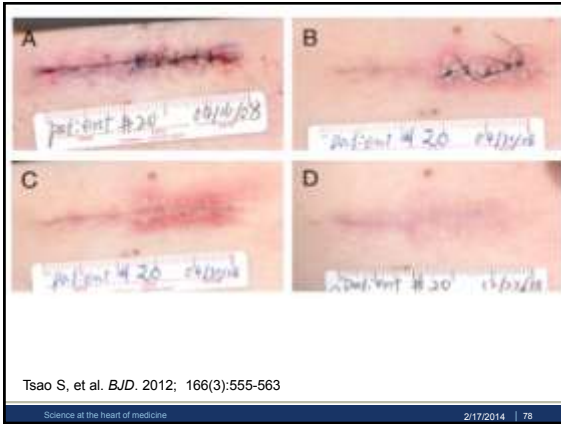 A
B
patient #20
patient # 20
C
D
patient # 20
patient # 20
Tsao S, et al. BJD. 2012; 166(3):555-563
Science at the heart of medicine 2/17/2014 | 78